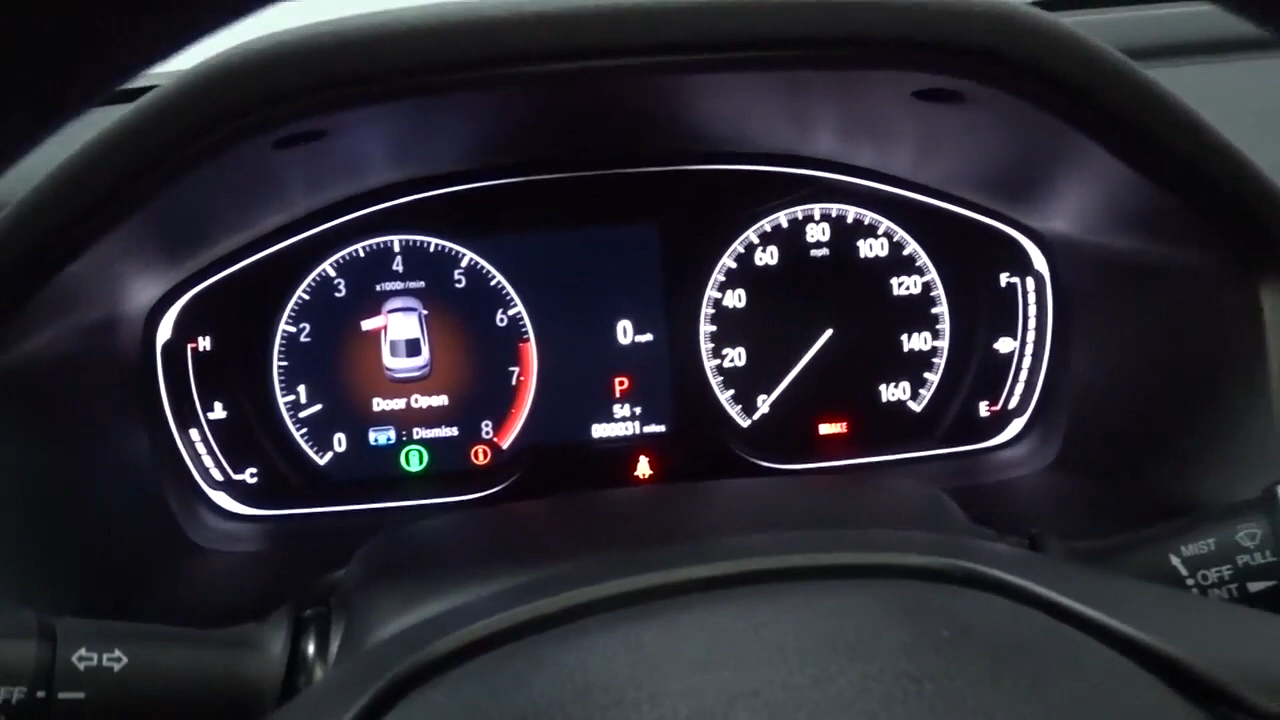 H
C
0
1
2
3
4
5
6
7
8
x1000r/min
Door Open
: Dismiss
0 mph
P
54 °F
000031 miles
0
20
40
60
80
100
120
140
160
mph
BRAKE
F
E
OFF
MIST
OFF
INT
PULL